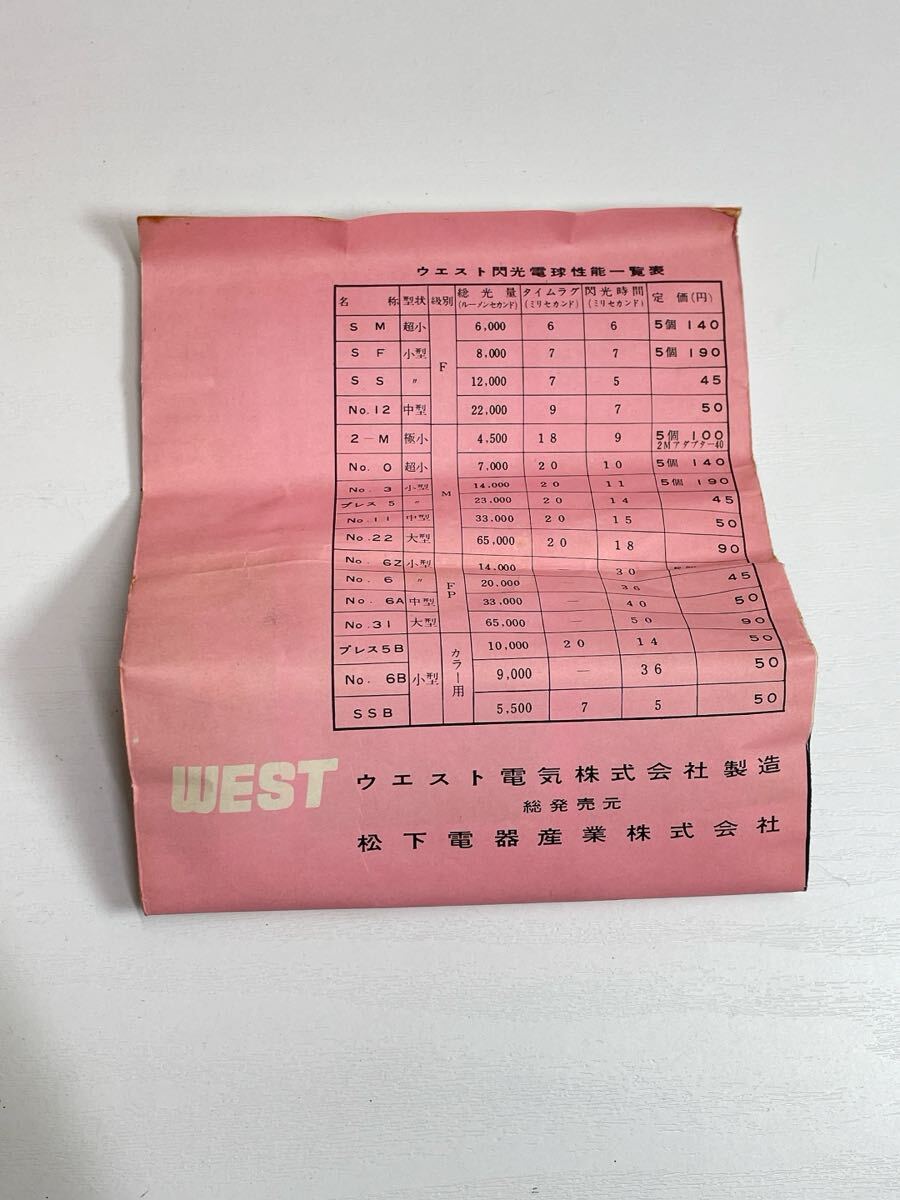 ウエスト閃光電球性能一覧表
名 称 型状 級別 総光量 (ルーメンセカンド) タイムラグ (ミリセカンド) 閃光時間 (ミリセカンド) 定 価(円)
S M 超小 F 6,000 6 6 5個 140
S F 小型 8,000 7 7 5個 190
S S 〃 12,000 7 5 45
No.12 中型 22,000 9 7 50
2-M 極小 M 4,500 18 9 5個 100
2Mアダプター40
No. 0 超小 7,000 20 10 5個 140
No. 3 小型 14,000 20 11 5個 190
プレス 5 〃 23,000 20 14 45
No.11 中型 33,000 20 15 50
No.22 大型 65,000 20 18 90
No. 6Z 小型 FP 14,000 — 30
No. 6 〃 20,000 — 36 45
No. 6A 中型 33,000 — 40 50
No.31 大型 65,000 — 50 90
プレス5B 小型 カラー用 10,000 20 14 50
No. 6B 9,000 — 36 50
SSB 5,500 7 5 50
WEST ウエスト電気株式会社製造
総発売元
松下電器産業株式会社